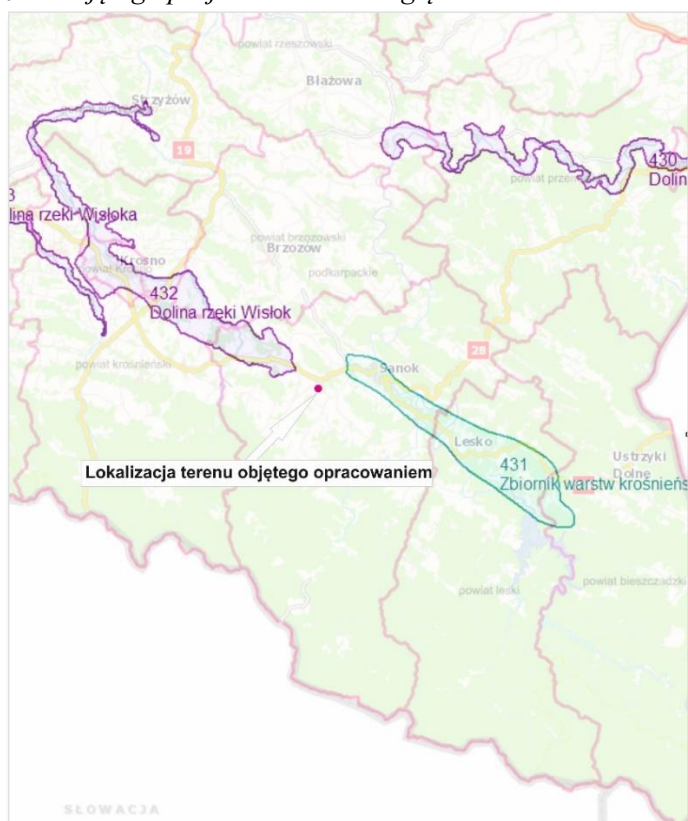 powiat rzeszowski
Błażowa
Strzyżów
19
430
Dolin
powiat
3
lina rzeki Wisłoka
powiat brzozowski
Brzozów
Krosno
podkarpackie
432
Dolina rzeki Wisłok
28
Sanok
powiat krośnieński
Lesko
431
Ustrzyki
Dolne
Zbiornik warstw krośnieńs
Lokalizacja terenu objętego opracowaniem
powiat leski
powiat bieszczadzki
SŁOWACJA